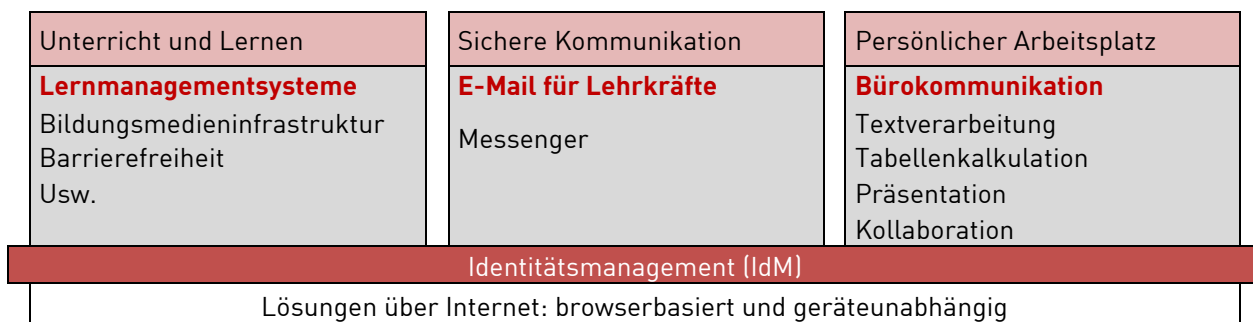 Unterricht und Lernen
Lernmanagementsysteme
Bildungsmedieninfrastruktur
Barrierefreiheit
Usw.
Sichere Kommunikation
E-Mail für Lehrkräfte
Messenger
Persönlicher Arbeitsplatz
Bürokommunikation
Textverarbeitung
Tabellenkalkulation
Präsentation
Kollaboration
Identitätsmanagement (IdM)
Lösungen über Internet: browserbasiert und geräteunabhängig